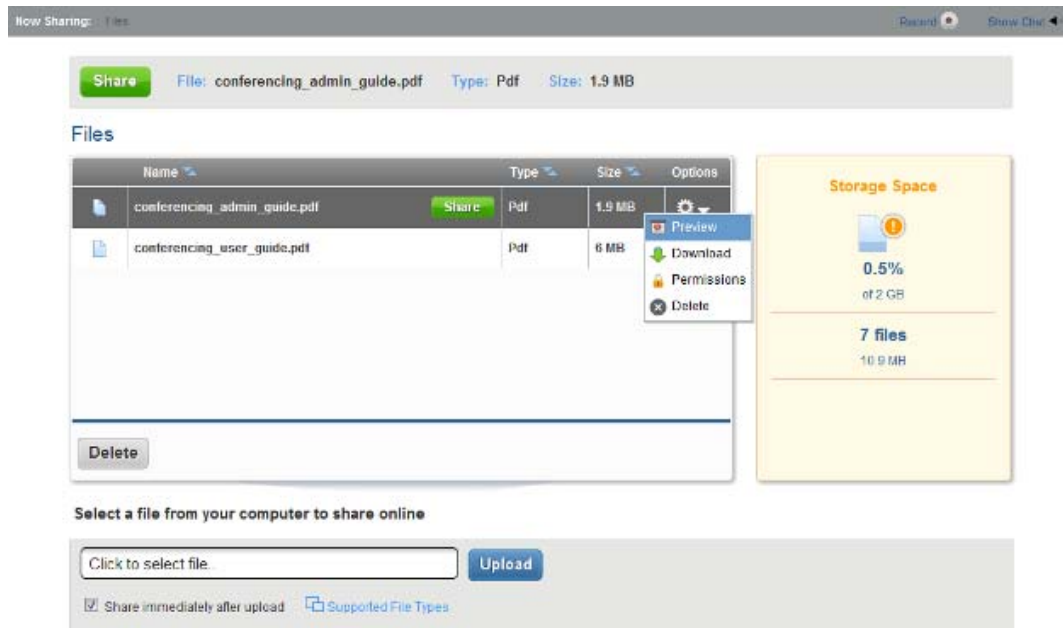 Now Sharing: Files Record Show Chat
Share File: conferencing_admin_guide.pdf Type: Pdf Size: 1.9 MB
Files
Name Type Size Options
conferencing_admin_guide.pdf Share Pdf 1.9 MB
conferencing_user_guide.pdf Pdf 6 MB
Preview
Download
Permissions
Delete
Storage Space
0.5%
of 2 GB
7 files
10.9 MB
Delete
Select a file from your computer to share online
Click to select file. Upload
Share immediately after upload Supported File Types